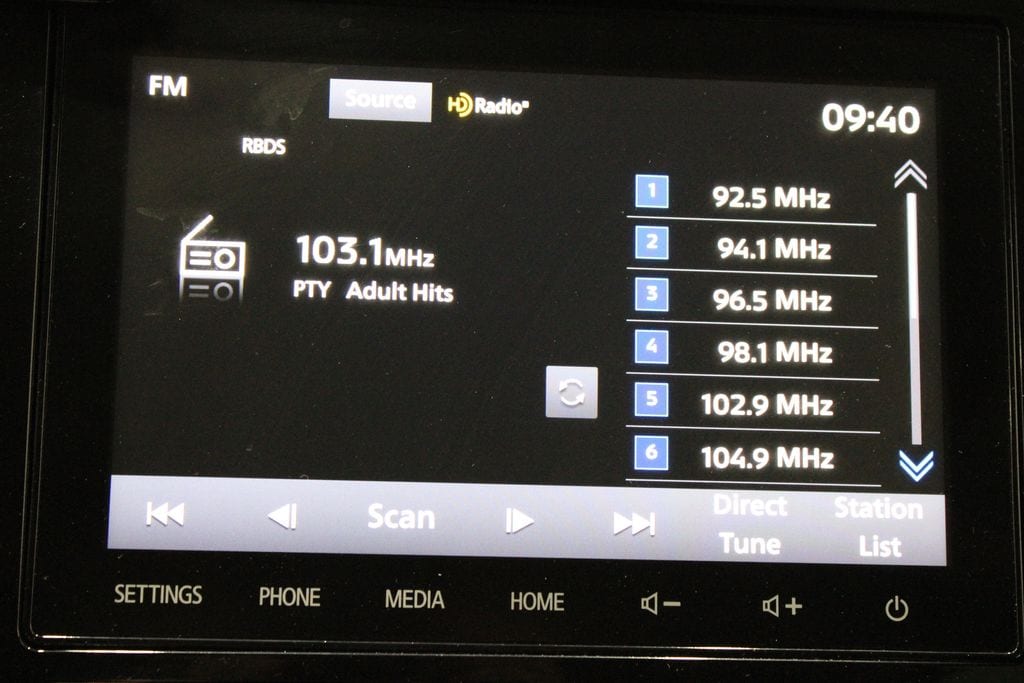 FM
Source
HD Radio
09:40
RBDS
103.1 MHz
PTY Adult Hits
1 92.5 MHz
2 94.1 MHz
3 96.5 MHz
4 98.1 MHz
5 102.9 MHz
6 104.9 MHz
Scan
Direct Tune
Station List
SETTINGS PHONE MEDIA HOME